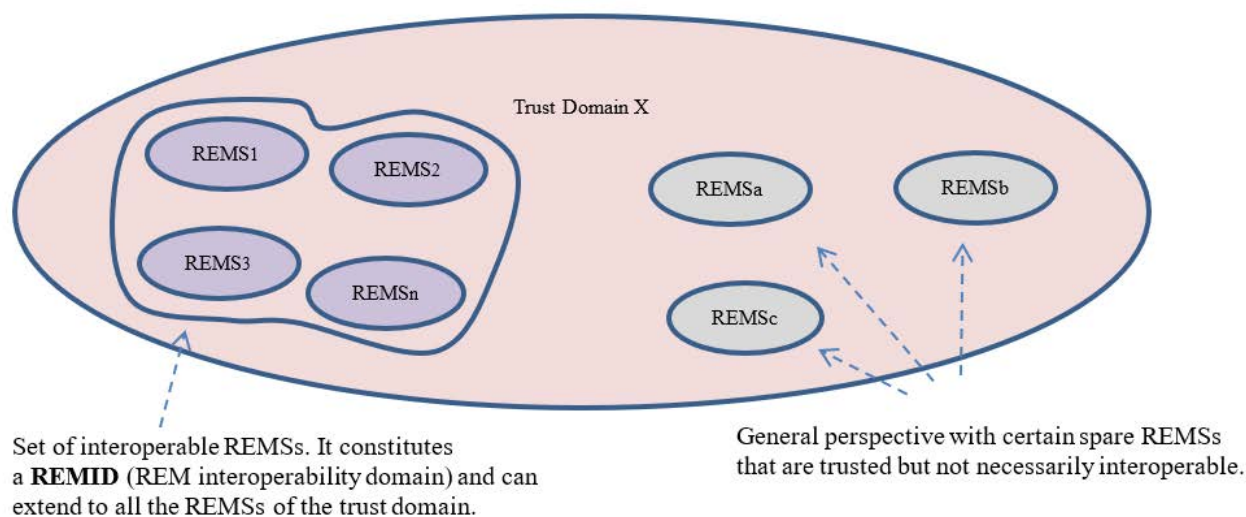 Trust Domain X
REMS1
REMS2
REMSa
REMSb
REMS3
REMSn
REMSc
Set of interoperable REMSs. It constitutes
a REMID (REM interoperability domain) and can
extend to all the REMSs of the trust domain.
General perspective with certain spare REMSs
that are trusted but not necessarily interoperable.